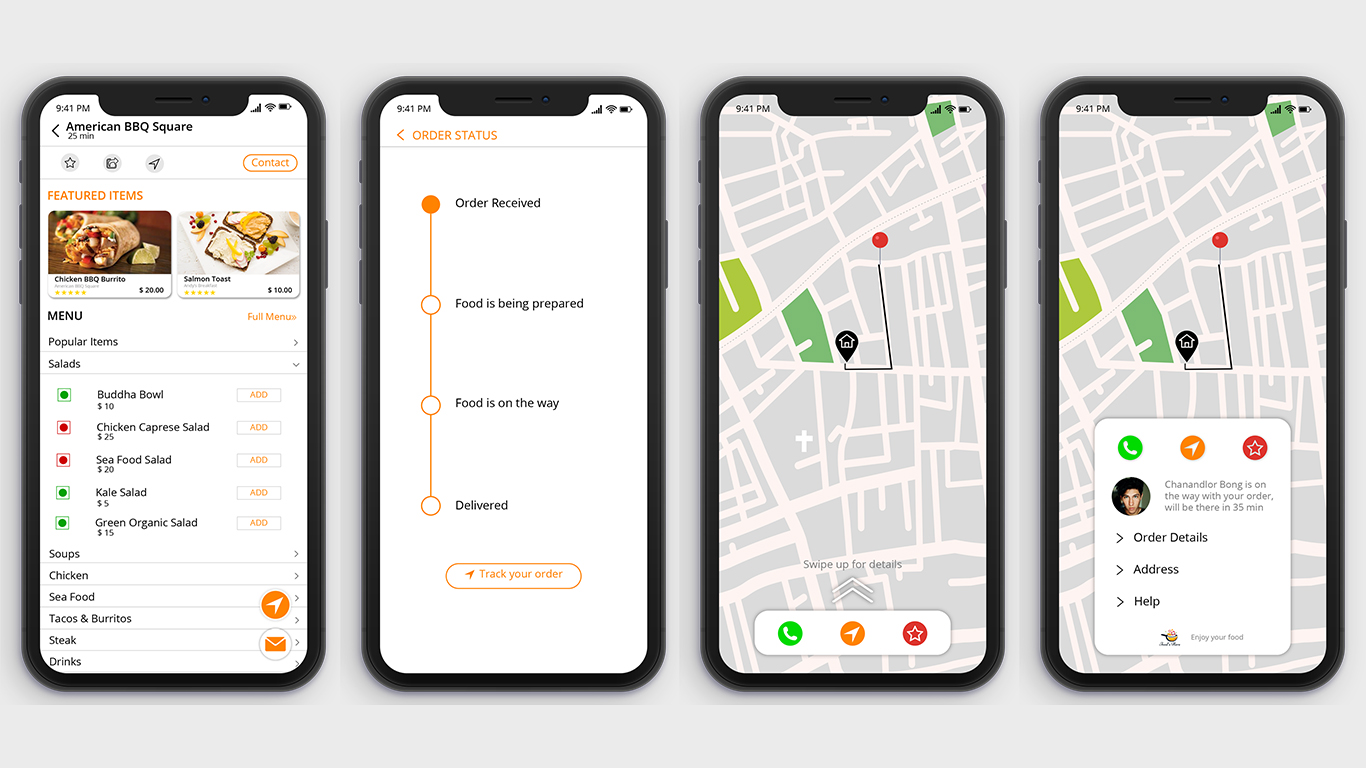 9:41 PM
American BBQ Square
25 min
Contact
FEATURED ITEMS
Chicken BBQ Burrito
American BBQ Square
$ 20.00
Salmon Toast
Andy's Breakfast
$ 10.00
MENU
Full Menu»
Popular Items
Salads
Buddha Bowl
$ 10
ADD
Chicken Caprese Salad
$ 25
ADD
Sea Food Salad
$ 20
ADD
Kale Salad
$ 5
ADD
Green Organic Salad
$ 15
ADD
Soups
Chicken
Sea Food
Tacos & Burritos
Steak
Drinks
9:41 PM
ORDER STATUS
Order Received
Food is being prepared
Food is on the way
Delivered
Track your order
9:41 PM
Swipe up for details
9:41 PM
Chanandlor Bong is on
the way with your order,
will be there in 35 min
Order Details
Address
Help
Enjoy your food